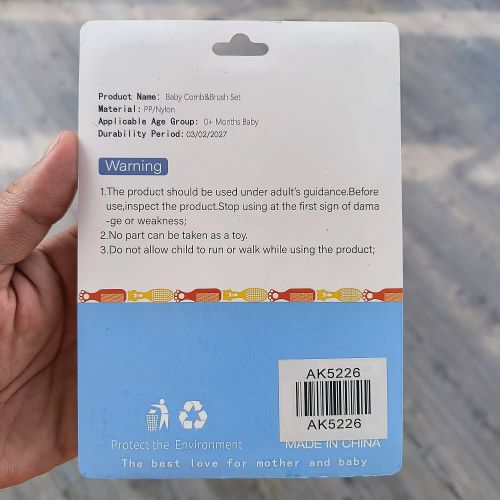 Product Name: Baby Comb&Brush Set
Material: PP/Nylon
Applicable Age Group: 0+ Months Baby
Durability Period: 03/02/2027
Warning
1.The product should be used under adult's guidance.Before
use,inspect the product.Stop using at the first sign of dama
-ge or weakness;
2.No part can be taken as a toy.
3.Do not allow child to run or walk while using the product;
AK5226
AK5226
Protect the Environment
MADE IN CHINA
The best love for mother and baby